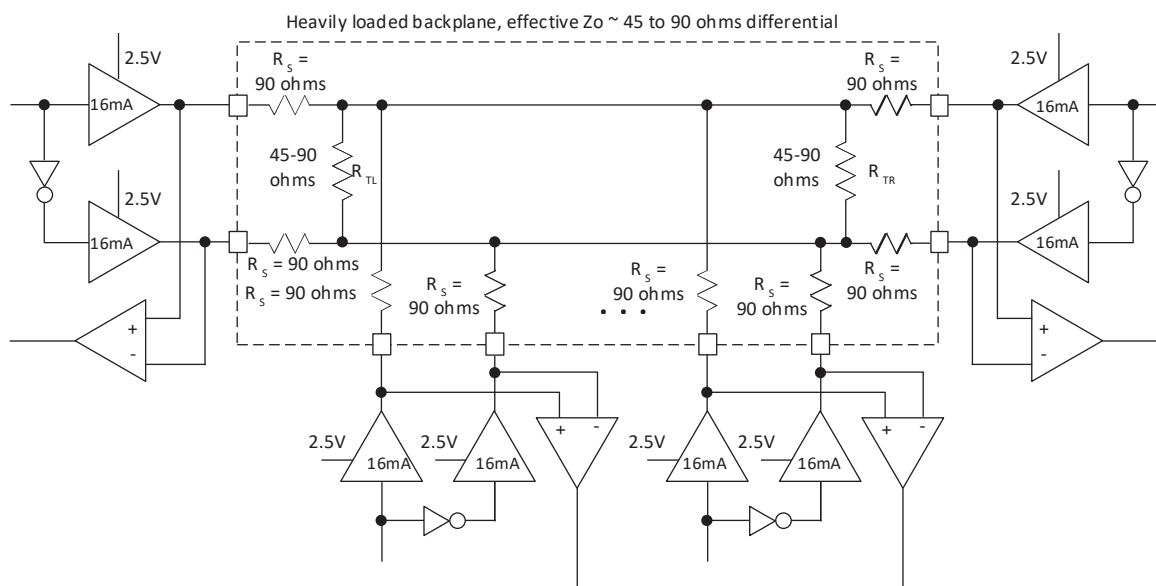 Heavily loaded backplane, effective Zo ~ 45 to 90 ohms differential
2.5V
16mA
R S =
90 ohms
R S =
90 ohms
2.5V
16mA
45-90
ohms
R TL
45-90
ohms
R TR
2.5V
16mA
2.5V
16mA
R S = 90 ohms
R S = 90 ohms
R S =
90 ohms
R S =
90 ohms
R S =
90 ohms
R S =
90 ohms
. . .
+
-
+
-
2.5V
16mA
2.5V
16mA
+
-
2.5V
16mA
2.5V
16mA
+
-